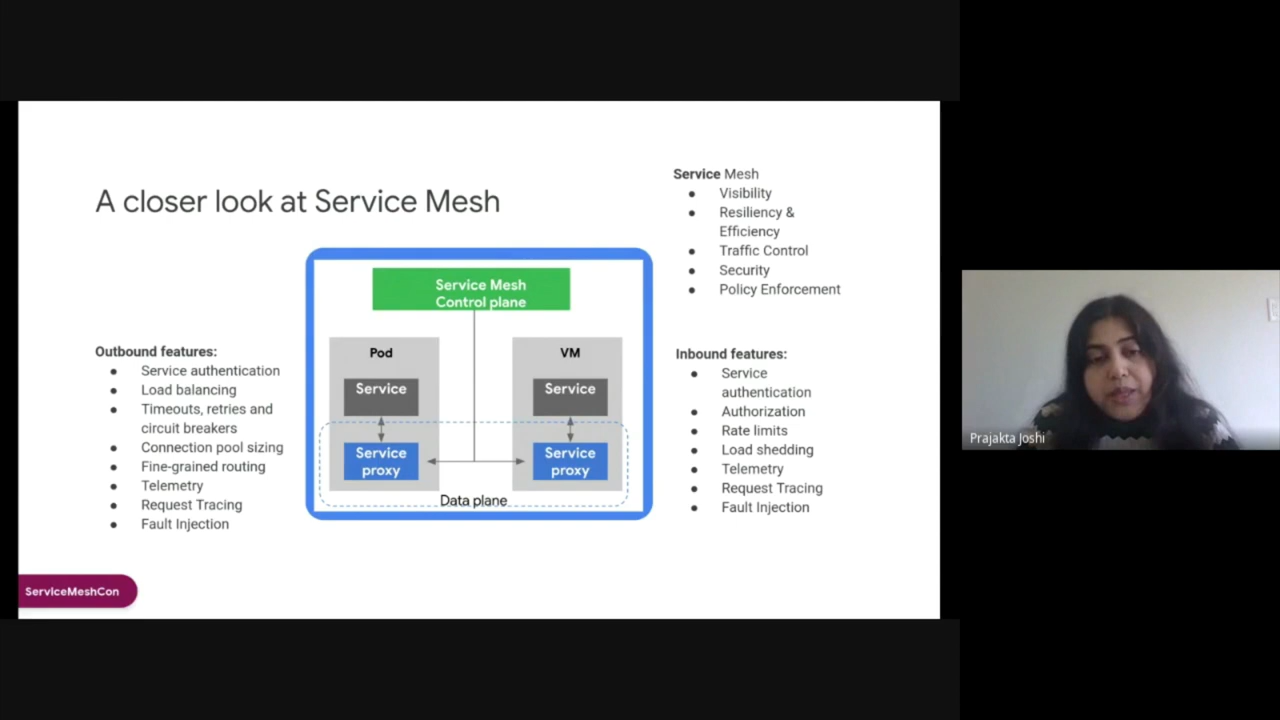 A closer look at Service Mesh
Service Mesh
● Visibility
● Resiliency &
Efficiency
● Traffic Control
● Security
● Policy Enforcement
Service Mesh
Control plane
Pod
Service
Service
proxy
VM
Service
Service
proxy
Data plane
Outbound features:
● Service authentication
● Load balancing
● Timeouts, retries and
circuit breakers
● Connection pool sizing
● Fine-grained routing
● Telemetry
● Request Tracing
● Fault Injection
Inbound features:
● Service
authentication
● Authorization
● Rate limits
● Load shedding
● Telemetry
● Request Tracing
● Fault Injection
ServiceMeshCon
Prajakta Joshi